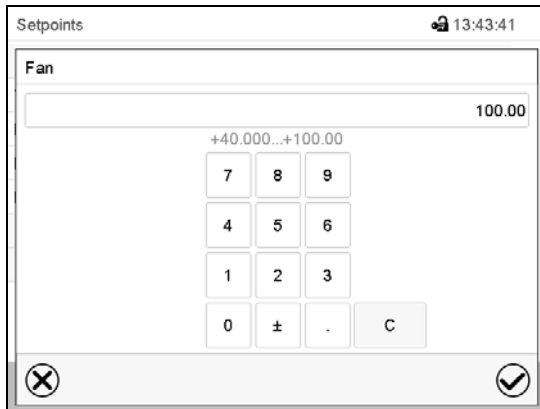 Setpoints 13:43:41
Fan
100.00
+40.000...+100.00
7 8 9
4 5 6
1 2 3
0 ± . C